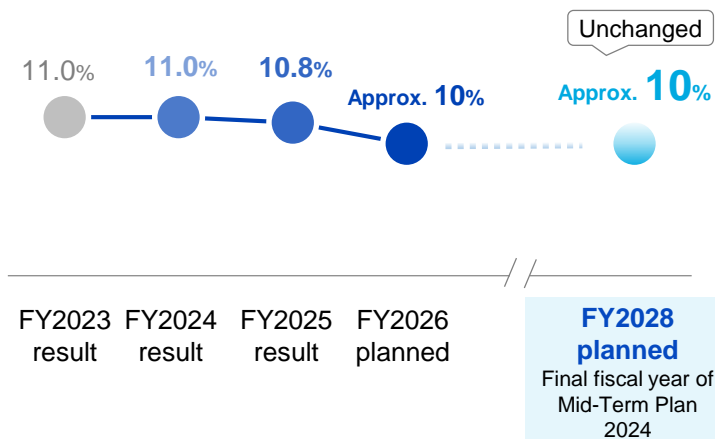 Unchanged
11.0%
11.0%
10.8%
Approx. 10%
Approx. 10%
FY2023
result
FY2024
result
FY2025
result
FY2026
planned
FY2028
planned
Final fiscal year of
Mid-Term Plan
2024